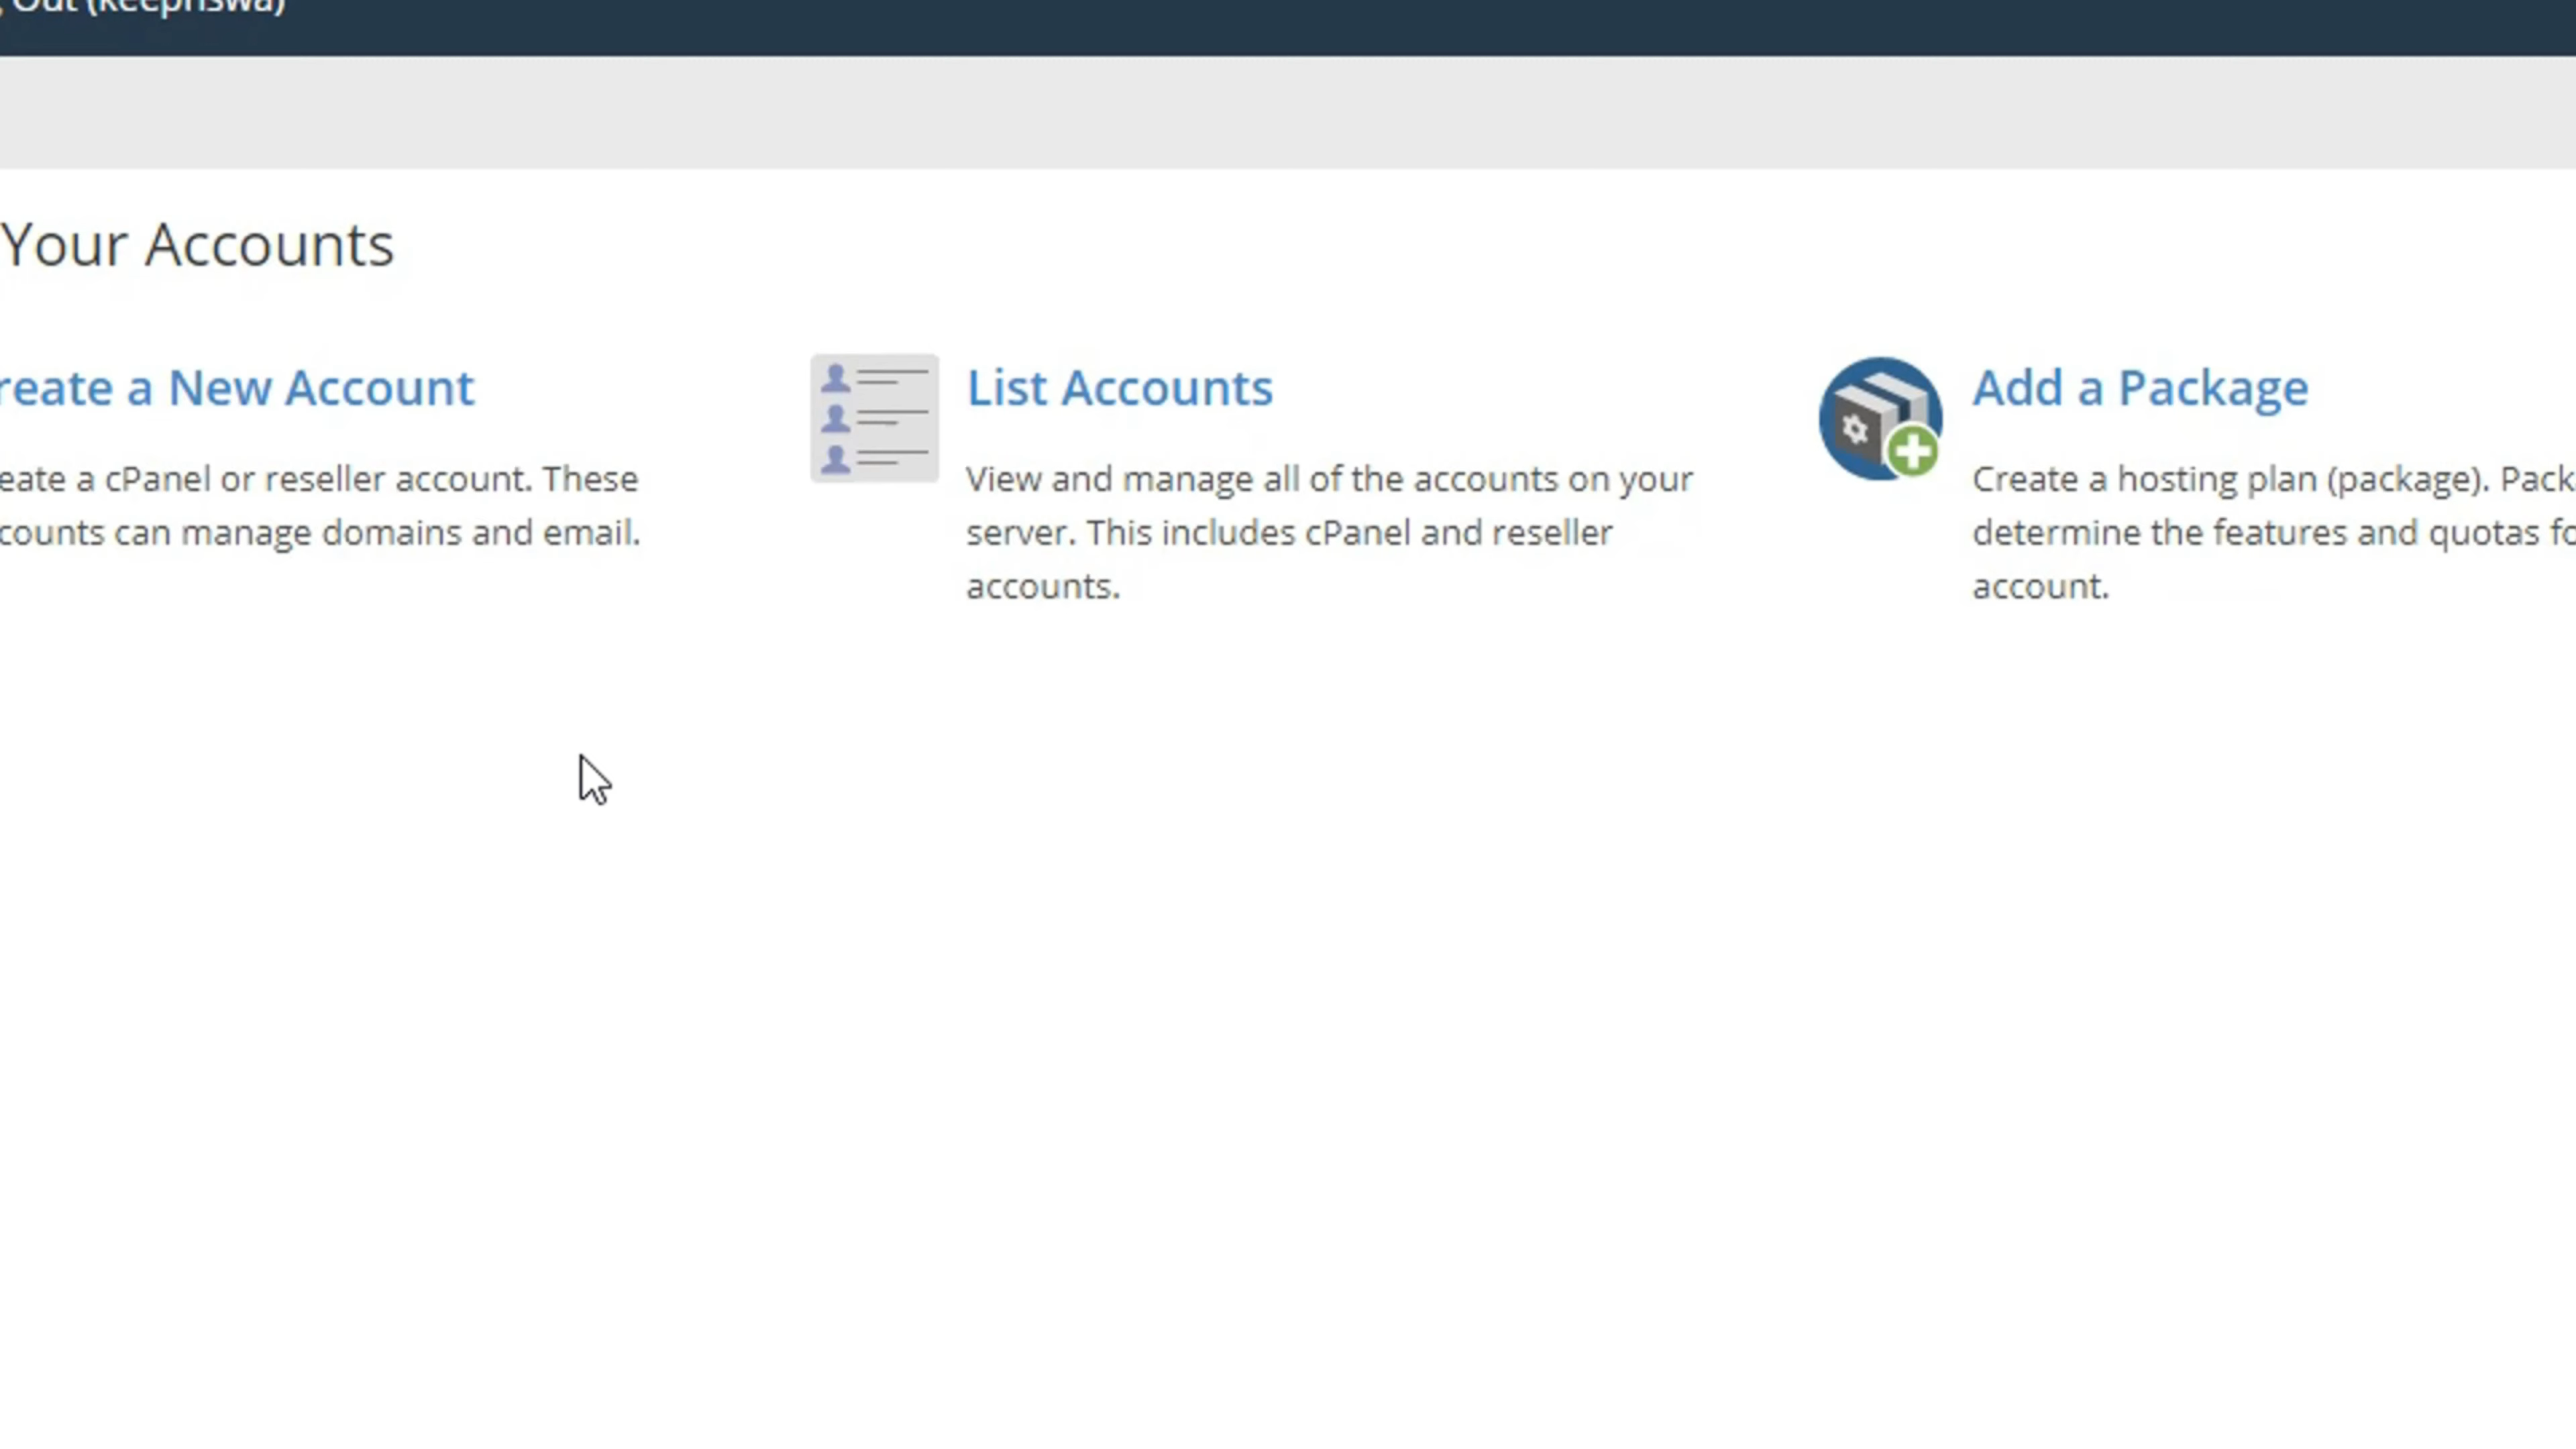 Out (keephswa)
Your Accounts
reate a New Account
eate a cPanel or reseller account. These
counts can manage domains and email.
List Accounts
View and manage all of the accounts on your
server. This includes cPanel and reseller
accounts.
Add a Package
Create a hosting plan (package). Pack
determine the features and quotas fo
account.